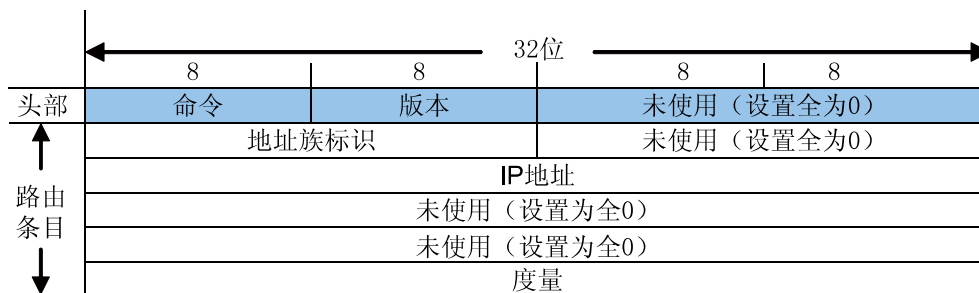 32位
8 8 8 8
头部 命令 版本 未使用（设置全为0）
地址族标识 未使用（设置全为0）
IP地址
路由
条目
未使用（设置为全0）
未使用（设置为全0）
度量